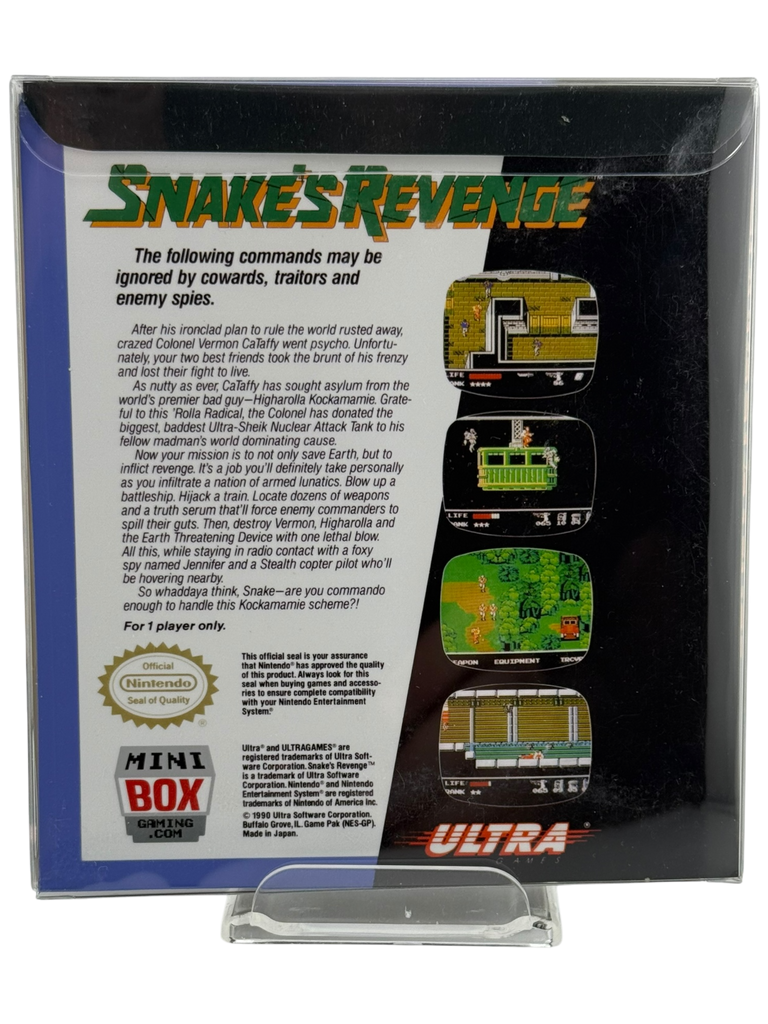 SNAKE'S REVENGE™
The following commands may be
ignored by cowards, traitors and
enemy spies.
After his ironclad plan to rule the world rusted away,
crazed Colonel Vermon CaTaffy went psycho. Unfortu-
nately, your two best friends took the brunt of his frenzy
and lost their fight to live.
As nutty as ever, CaTaffy has sought asylum from the
world's premier bad guy—Higharolla Kockamamie. Grate-
ful to this 'Rolla Radical, the Colonel has donated the
biggest, baddest Ultra-Sheik Nuclear Attack Tank to his
fellow madman's world dominating cause.
Now your mission is to not only save Earth, but to
inflict revenge. It's a job you'll definitely take personally
as you infiltrate a nation of armed lunatics. Blow up a
battleship. Hijack a train. Locate dozens of weapons
and a truth serum that'll force enemy commanders to
spill their guts. Then, destroy Vermon, Higharolla and
the Earth Threatening Device with one lethal blow.
All this, while staying in radio contact with a foxy
spy named Jennifer and a Stealth copter pilot who'll
be hovering nearby.
So whaddaya think, Snake—are you commando
enough to handle this Kockamamie scheme?!
For 1 player only.
Official
Nintendo
Seal of Quality
®
This official seal is your assurance
that Nintendo® has approved the quality
of this product. Always look for this
seal when buying games and accesso-
ries to ensure complete compatibility
with your Nintendo Entertainment
System.®
MINI
BOX
GAMING
.COM
Ultra® and ULTRAGAMES® are
registered trademarks of Ultra Soft-
ware Corporation. Snake's Revenge™
is a trademark of Ultra Software
Corporation. Nintendo® and Nintendo
Entertainment System® are registered
trademarks of Nintendo of America Inc.
© 1990 Ultra Software Corporation.
Buffalo Grove, IL. Game Pak (NES-GP).
Made in Japan.
LIFE
RANK ★★★★
LIFE
RANK ★★★
EAPON EQUIPMENT
LIFE
RANK ★★
ULTRA®
GAMES